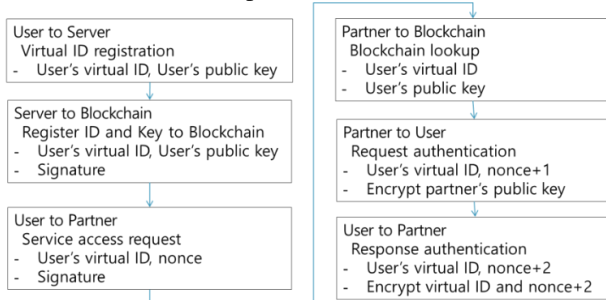 User to Server
Virtual ID registration
- User's virtual ID, User's public key
Server to Blockchain
Register ID and Key to Blockchain
- User's virtual ID, User's public key
- Signature
User to Partner
Service access request
- User's virtual ID, nonce
- Signature
Partner to Blockchain
Blockchain lookup
- User's virtual ID
- User's public key
Partner to User
Request authentication
- User's virtual ID, nonce+1
- Encrypt partner's public key
User to Partner
Response authentication
- User's virtual ID, nonce+2
- Encrypt virtual ID and nonce+2